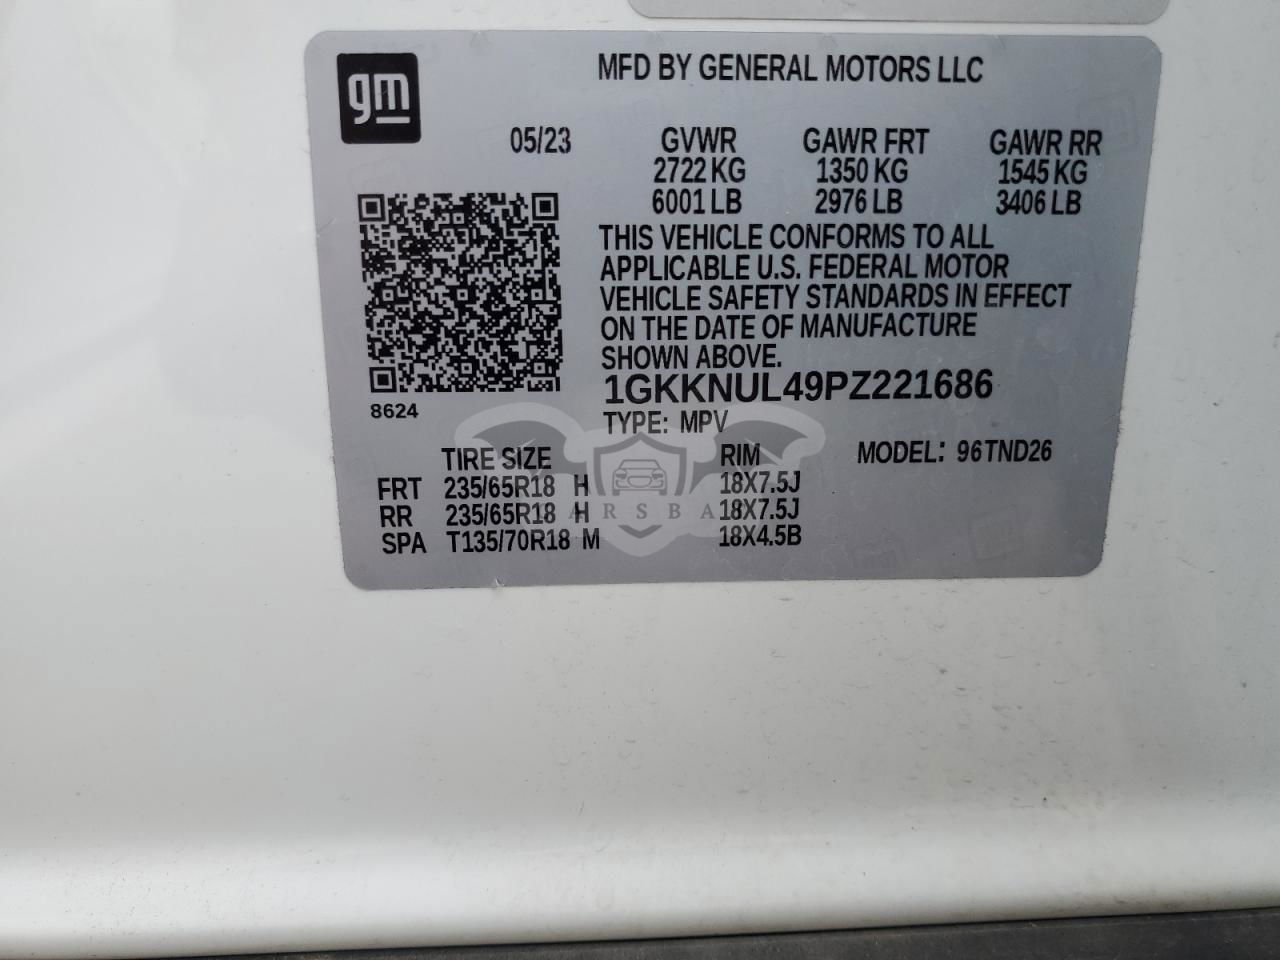 gm
MFD BY GENERAL MOTORS LLC
05/23 GVWR GAWR FRT GAWR RR
2722 KG 1350 KG 1545 KG
6001 LB 2976 LB 3406 LB
THIS VEHICLE CONFORMS TO ALL
APPLICABLE U.S. FEDERAL MOTOR
VEHICLE SAFETY STANDARDS IN EFFECT
ON THE DATE OF MANUFACTURE
SHOWN ABOVE.
1GKKNUL49PZ221686
8624
TYPE: MPV
TIRE SIZE RIM MODEL: 96TND26
FRT 235/65R18 H 18X7.5J
RR 235/65R18 H 18X7.5J
SPA T135/70R18 M 18X4.5B